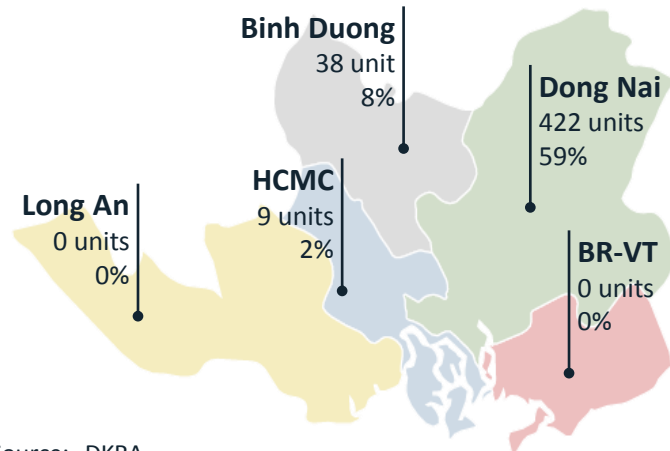 Binh Duong
38 unit
8%
Dong Nai
422 units
59%
HCMC
9 units
2%
Long An
0 units
0%
BR-VT
0 units
0%
DKRA